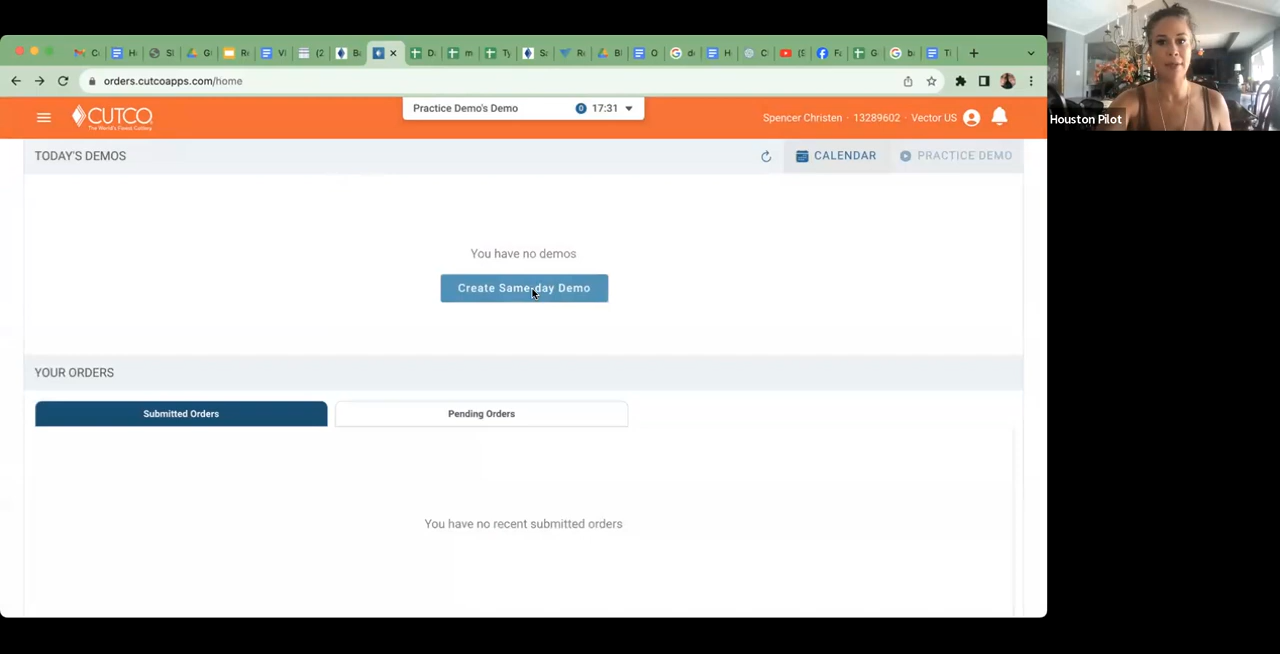 orders.cutcoapps.com/home
CUTCO
The World's Finest Cutlery
Practice Demo's Demo
0 17:31
Spencer Christen · 13289602 · Vector US
TODAY'S DEMOS
CALENDAR
PRACTICE DEMO
You have no demos
Create Same-day Demo
YOUR ORDERS
Submitted Orders
Pending Orders
You have no recent submitted orders
Houston Pilot